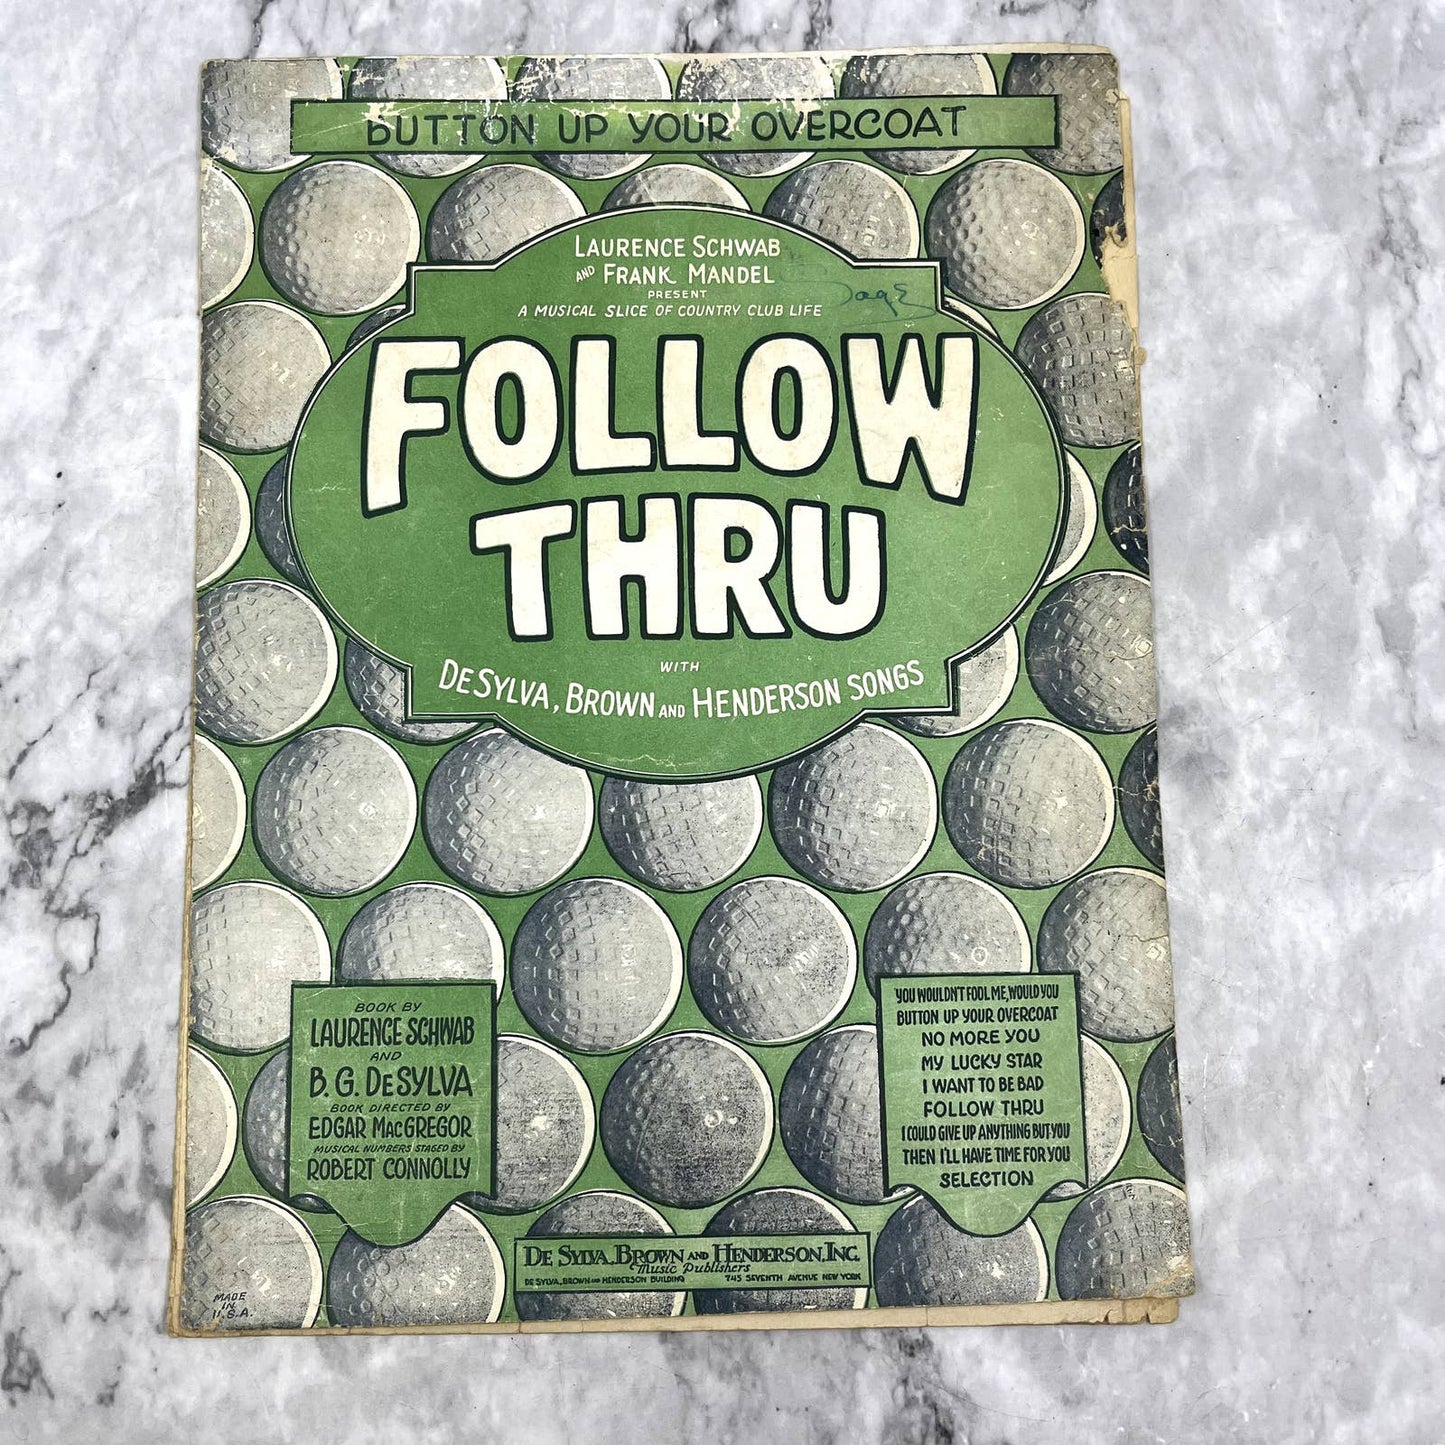 BUTTON UP YOUR OVERCOAT
LAURENCE SCHWAB
AND FRANK MANDEL
PRESENT
A MUSICAL SLICE OF COUNTRY CLUB LIFE
FOLLOW
THRU
WITH
DESYLVA, BROWN AND HENDERSON SONGS
BOOK BY
LAURENCE SCHWAB
AND
B. G. DESYLVA
BOOK DIRECTED BY
EDGAR MACGREGOR
MUSICAL NUMBERS STAGED BY
ROBERT CONNOLLY
YOU WOULDN'T FOOL ME, WOULD YOU
BUTTON UP YOUR OVERCOAT
NO MORE YOU
MY LUCKY STAR
I WANT TO BE BAD
FOLLOW THRU
I COULD GIVE UP ANYTHING BUT YOU
THEN I'LL HAVE TIME FOR YOU
SELECTION
DE SYLVA, BROWN AND HENDERSON, INC.
Music Publishers
DE SYLVA, BROWN AND HENDERSON BUILDING 745 SEVENTH AVENUE NEW YORK
MADE
IN
U.S.A.